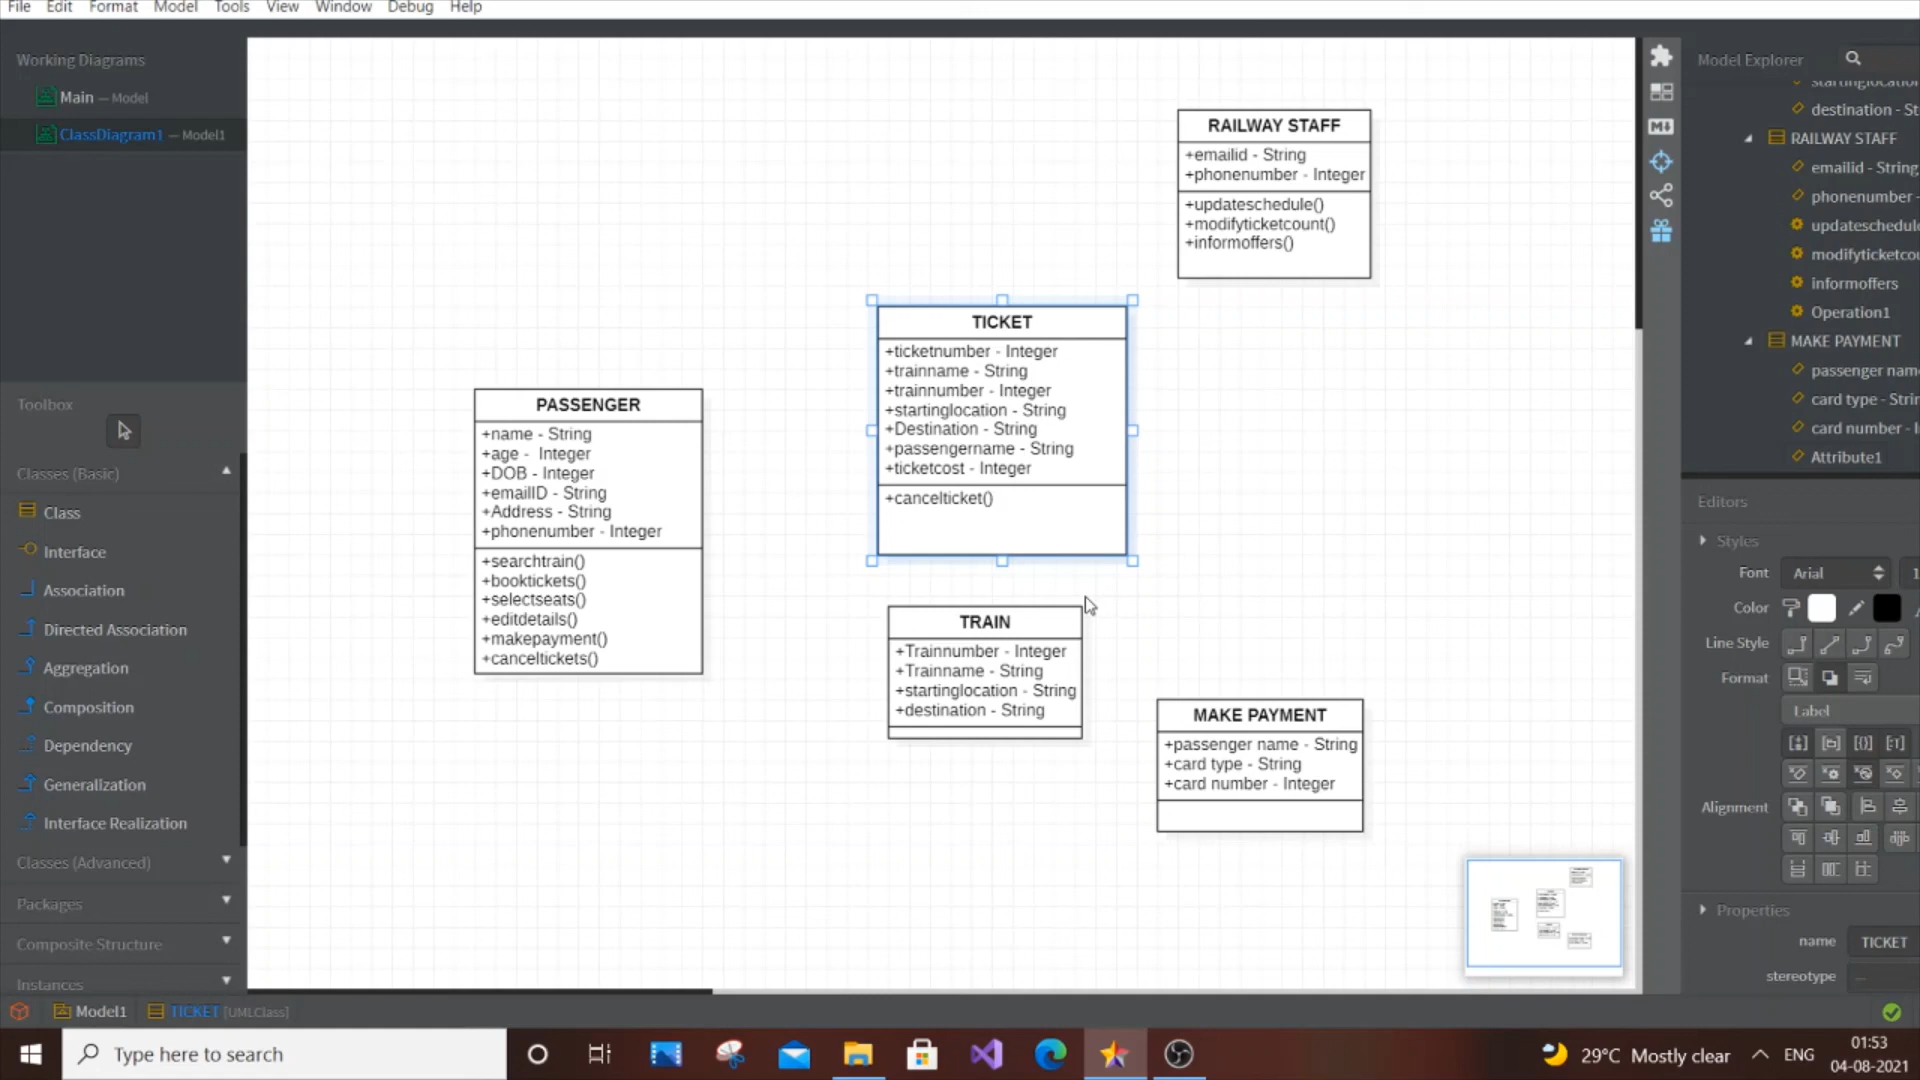 File Edit Format Model Tools View Window Debug Help
Working Diagrams
Main — Model
ClassDiagram1 — Model1
Toolbox
Classes (Basic)
Class
Interface
Association
Directed Association
Aggregation
Composition
Dependency
Generalization
Interface Realization
Classes (Advanced)
Packages
Composite Structure
Instances
PASSENGER
+name - String
+age - Integer
+DOB - Integer
+emailID - String
+Address - String
+phonenumber - Integer
+searchtrain()
+booktickets()
+selectseats()
+editdetails()
+makepayment()
+canceltickets()
TICKET
+ticketnumber - Integer
+trainname - String
+trainnumber - Integer
+startinglocation - String
+Destination - String
+passengername - String
+ticketcost - Integer
+cancelticket()
TRAIN
+Trainnumber - Integer
+Trainname - String
+startinglocation - String
+destination - String
RAILWAY STAFF
+emailid - String
+phonenumber - Integer
+updateschedule()
+modifyticketcount()
+informoffers()
MAKE PAYMENT
+passenger name - String
+card type - String
+card number - Integer
Model Explorer
startinglocation
destination - St
RAILWAY STAFF
emailid - String
phonenumber -
updateschedule
modifyticketcou
informoffers
Operation1
MAKE PAYMENT
passenger name
card type - Strin
card number - I
Attribute1
Editors
Styles
Font Arial 1
Color
Line Style
Format
Label
Alignment
Properties
name TICKET
stereotype —
Model1 TICKET [UMLClass]
Type here to search
29°C Mostly clear ENG
01:53
04-08-2021